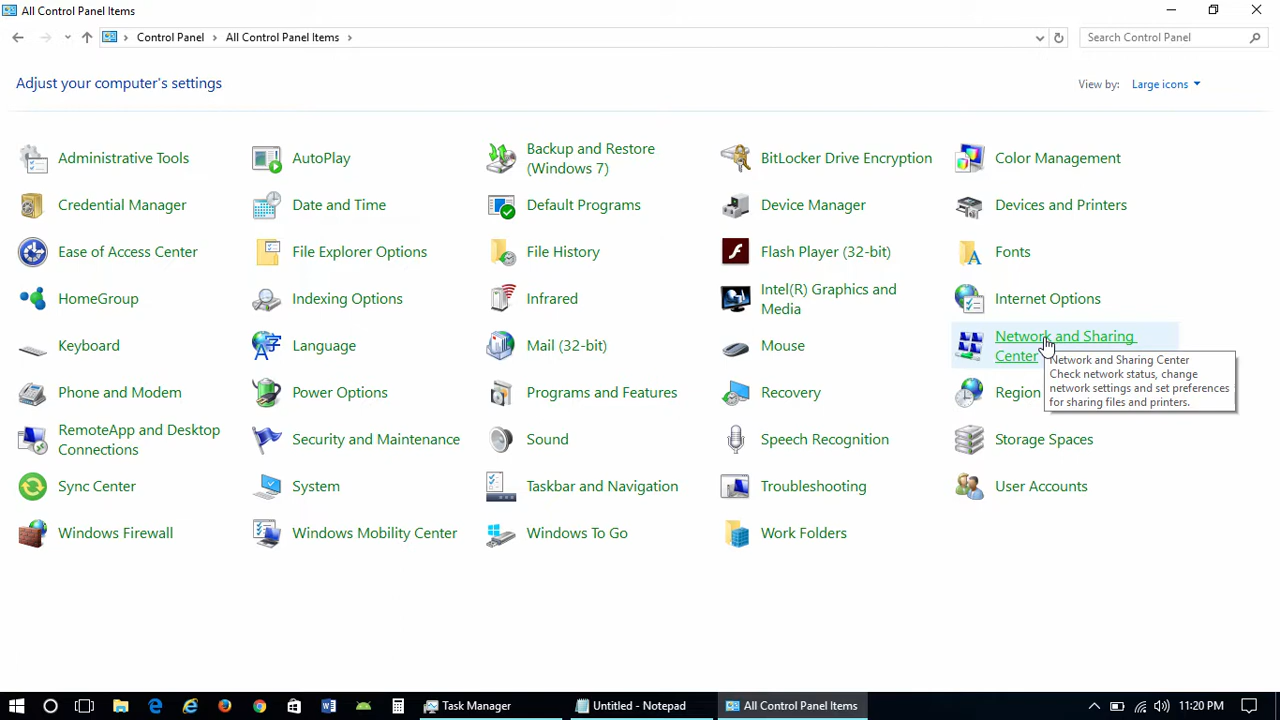 All Control Panel Items
Control Panel All Control Panel Items
Search Control Panel
Adjust your computer's settings
View by: Large icons
Administrative Tools
AutoPlay
Backup and Restore
(Windows 7)
BitLocker Drive Encryption
Color Management
Credential Manager
Date and Time
Default Programs
Device Manager
Devices and Printers
Ease of Access Center
File Explorer Options
File History
Flash Player (32-bit)
Fonts
HomeGroup
Indexing Options
Infrared
Intel(R) Graphics and
Media
Internet Options
Keyboard
Language
Mail (32-bit)
Mouse
Network and Sharing
Center
Network and Sharing Center
Check network status, change
network settings and set preferences
for sharing files and printers.
Phone and Modem
Power Options
Programs and Features
Recovery
Region
RemoteApp and Desktop
Connections
Security and Maintenance
Sound
Speech Recognition
Storage Spaces
Sync Center
System
Taskbar and Navigation
Troubleshooting
User Accounts
Windows Firewall
Windows Mobility Center
Windows To Go
Work Folders
Task Manager
Untitled - Notepad
All Control Panel Items
11:20 PM